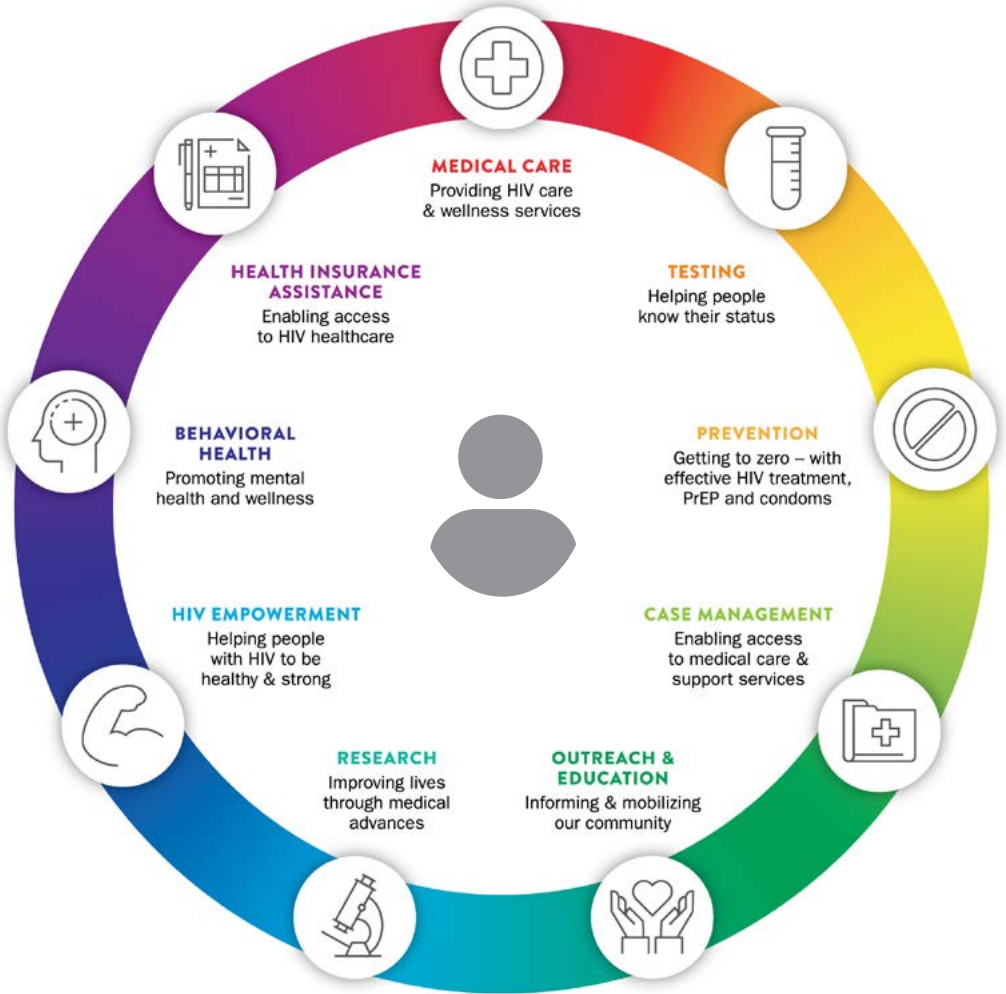 MEDICAL CARE
Providing HIV care
& wellness services
TESTING
Helping people
know their status
PREVENTION
Getting to zero – with
effective HIV treatment,
PrEP and condoms
CASE MANAGEMENT
Enabling access
to medical care &
support services
OUTREACH &
EDUCATION
Informing & mobilizing
our community
RESEARCH
Improving lives
through medical
advances
HIV EMPOWERMENT
Helping people
with HIV to be
healthy & strong
BEHAVIORAL
HEALTH
Promoting mental
health and wellness
HEALTH INSURANCE
ASSISTANCE
Enabling access
to HIV healthcare